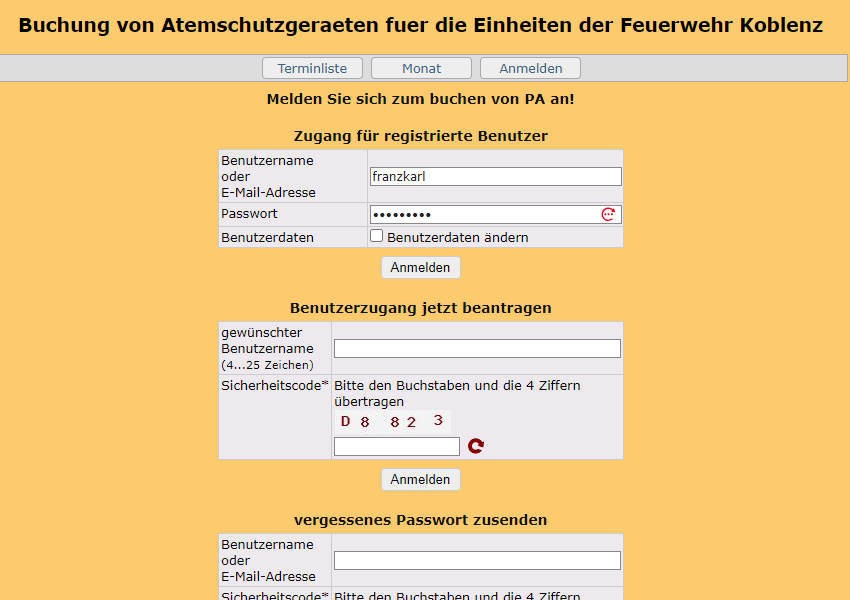 Buchung von Atemschutzgeraeten fuer die Einheiten der Feuerwehr Koblenz
Terminliste Monat Anmelden
Melden Sie sich zum buchen von PA an!
Zugang für registrierte Benutzer
Benutzername
oder
E-Mail-Adresse
franzkarl
Passwort •••••••••
Benutzerdaten Benutzerdaten ändern
Anmelden
Benutzerzugang jetzt beantragen
gewünschter
Benutzername
(4...25 Zeichen)
Sicherheitscode* Bitte den Buchstaben und die 4 Ziffern
übertragen
D 8 8 2 3
Anmelden
vergessenes Passwort zusenden
Benutzername
oder
E-Mail-Adresse
Sicherheitscode* Bitte den Buchstaben und die 4 Ziffern